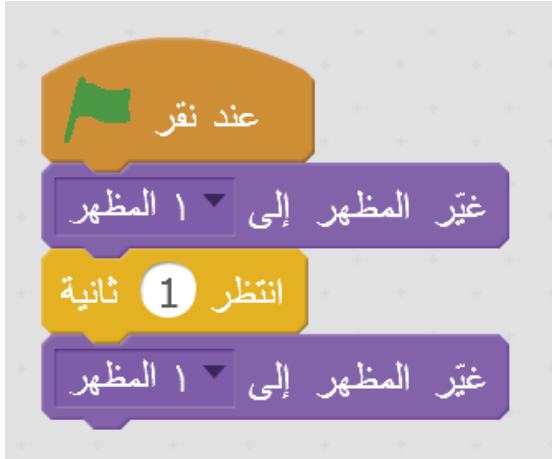 عند نقر
غيّر المظهر إلى ١ المظهر
انتظر 1 ثانية
غيّر المظهر إلى ١ المظهر